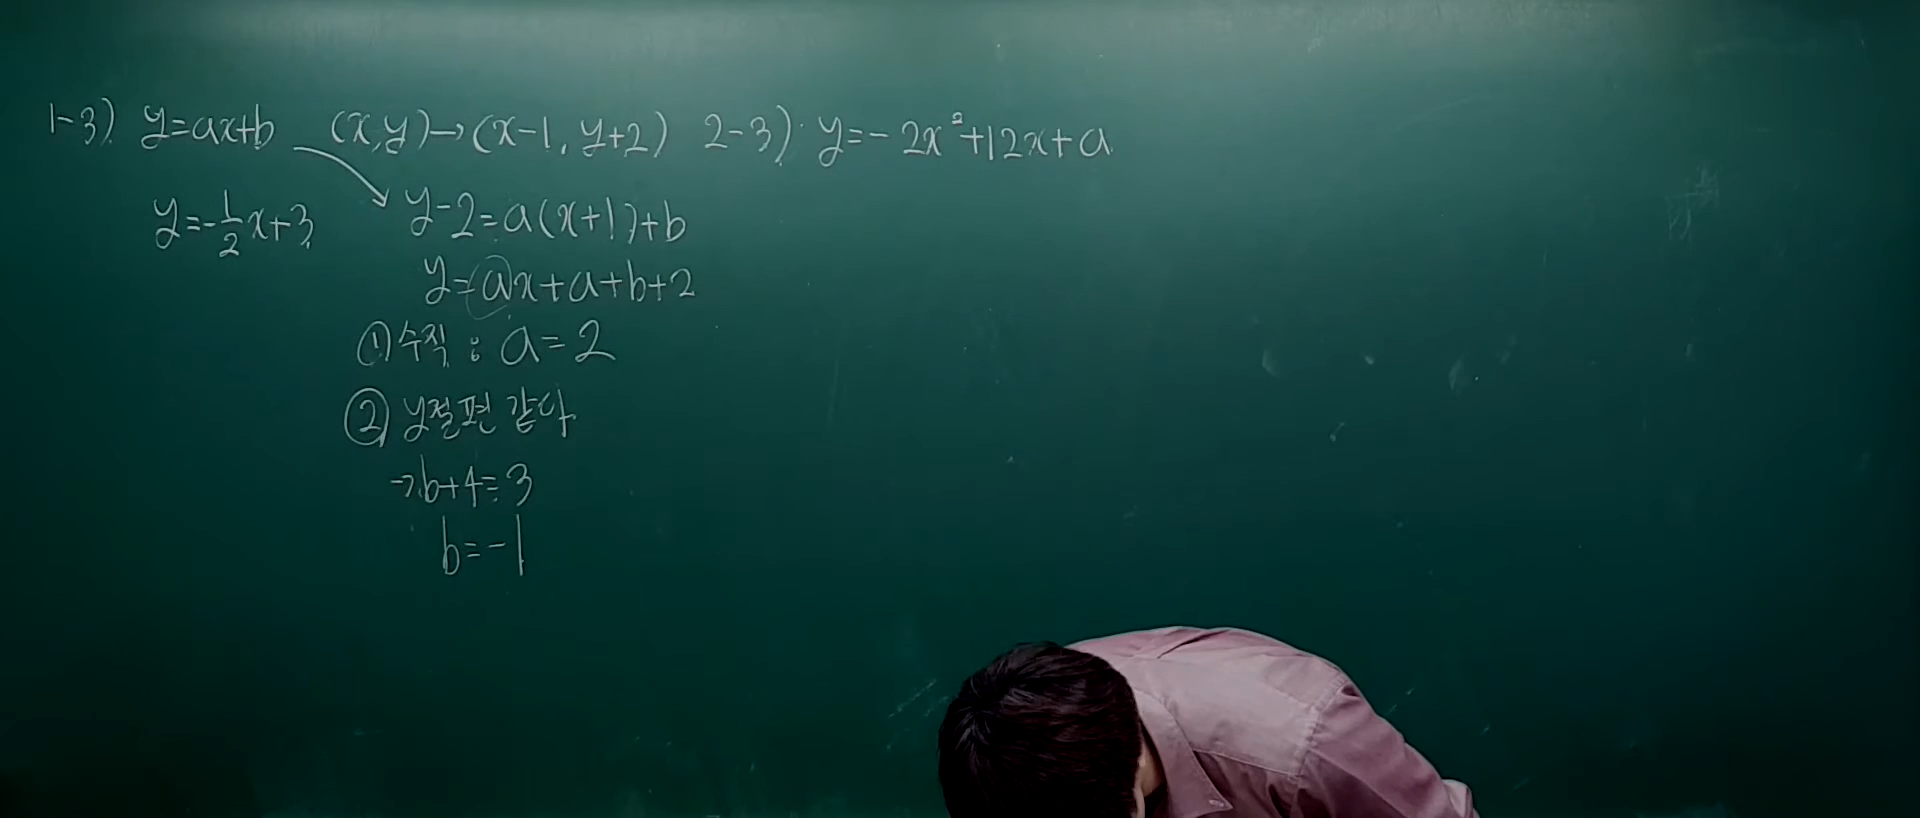 1-3) y=ax+b (x,y)→(x-1, y+2)
y=-1/2x+3
y-2=a(x+1)+b
y=ax+a+b+2
① 수직 : a=2
② y절편 같다.
→ b+4=3
b=-1
2-3) y=-2x²+12x+a